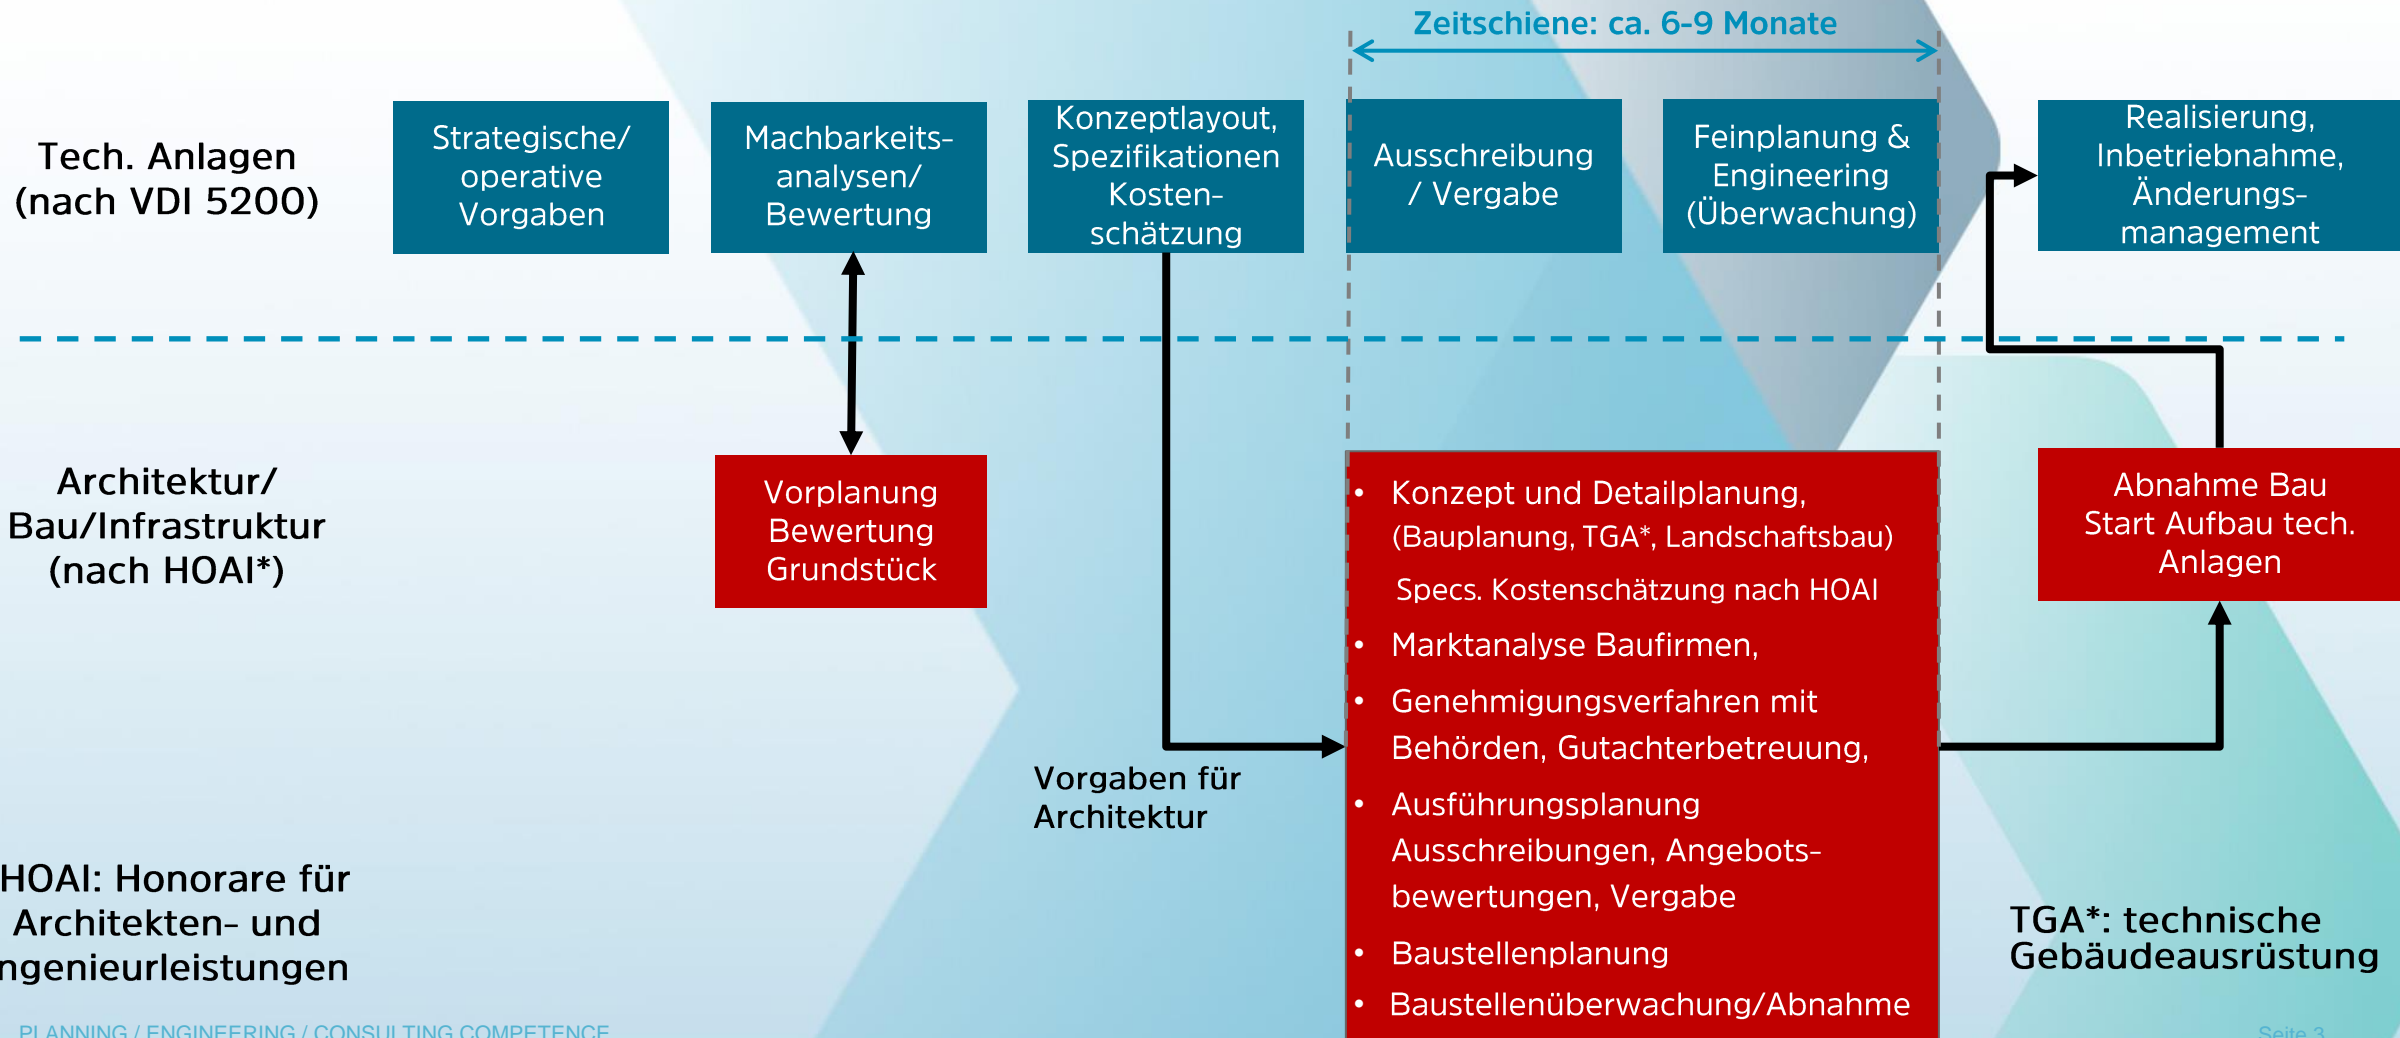 Zeitschiene: ca. 6-9 Monate
Tech. Anlagen
(nach VDI 5200)
Strategische/
operative
Vorgaben
Machbarkeits-
analysen/
Bewertung
Konzeptlayout,
Spezifikationen
Kosten-
schätzung
Ausschreibung
/ Vergabe
Feinplanung &
Engineering
(Überwachung)
Realisierung,
Inbetriebnahme,
Änderungs-
management
Architektur/
Bau/Infrastruktur
(nach HOAI*)
Vorplanung
Bewertung
Grundstück
Vorgaben für
Architektur
• Konzept und Detailplanung,
(Bauplanung, TGA*, Landschaftsbau)
Specs. Kostenschätzung nach HOAI
• Marktanalyse Baufirmen,
• Genehmigungsverfahren mit
Behörden, Gutachterbetreuung,
• Ausführungsplanung
Ausschreibungen, Angebots-
bewertungen, Vergabe
• Baustellenplanung
• Baustellenüberwachung/Abnahme
Abnahme Bau
Start Aufbau tech.
Anlagen
HOAI: Honorare für
Architekten- und
ngenieurleistungen
TGA*: technische
Gebäudeausrüstung
PLANNING / ENGINEERING / CONSULTING COMPETENCE
Seite 3